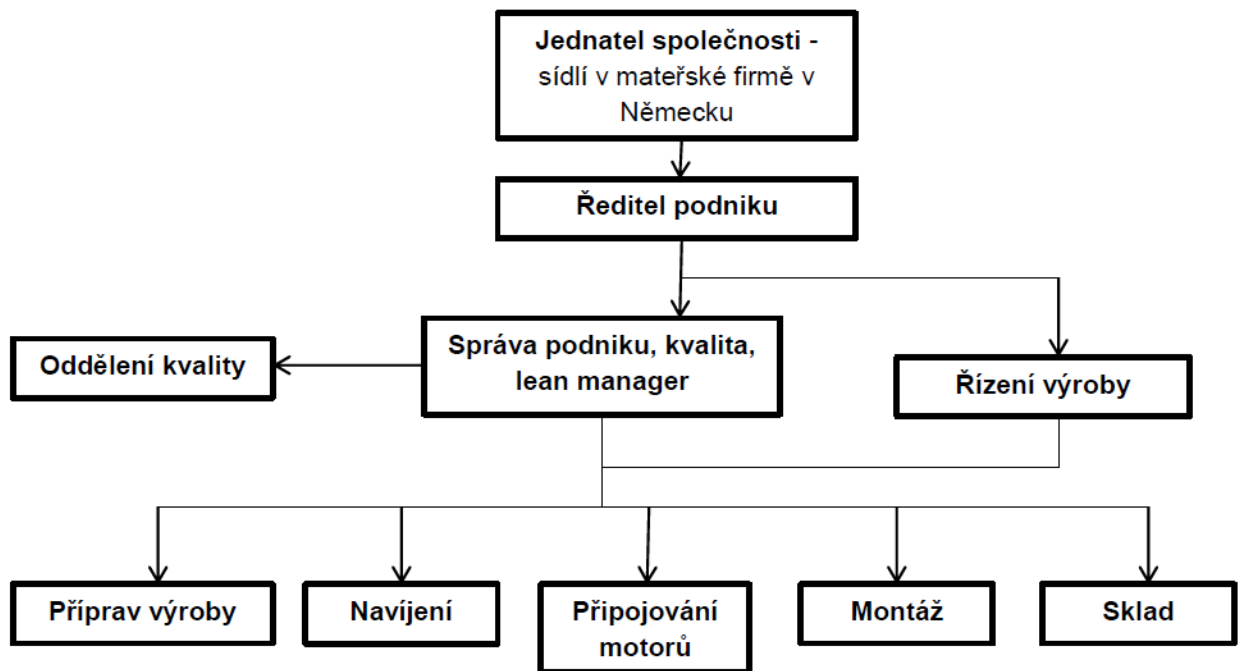 Jednatel společnosti -
sídlí v mateřské firmě v
Německu
Ředitel podniku
Oddělení kvality
Správa podniku, kvalita,
lean manager
Řízení výroby
Příprav výroby
Navíjení
Připojování
motorů
Montáž
Sklad